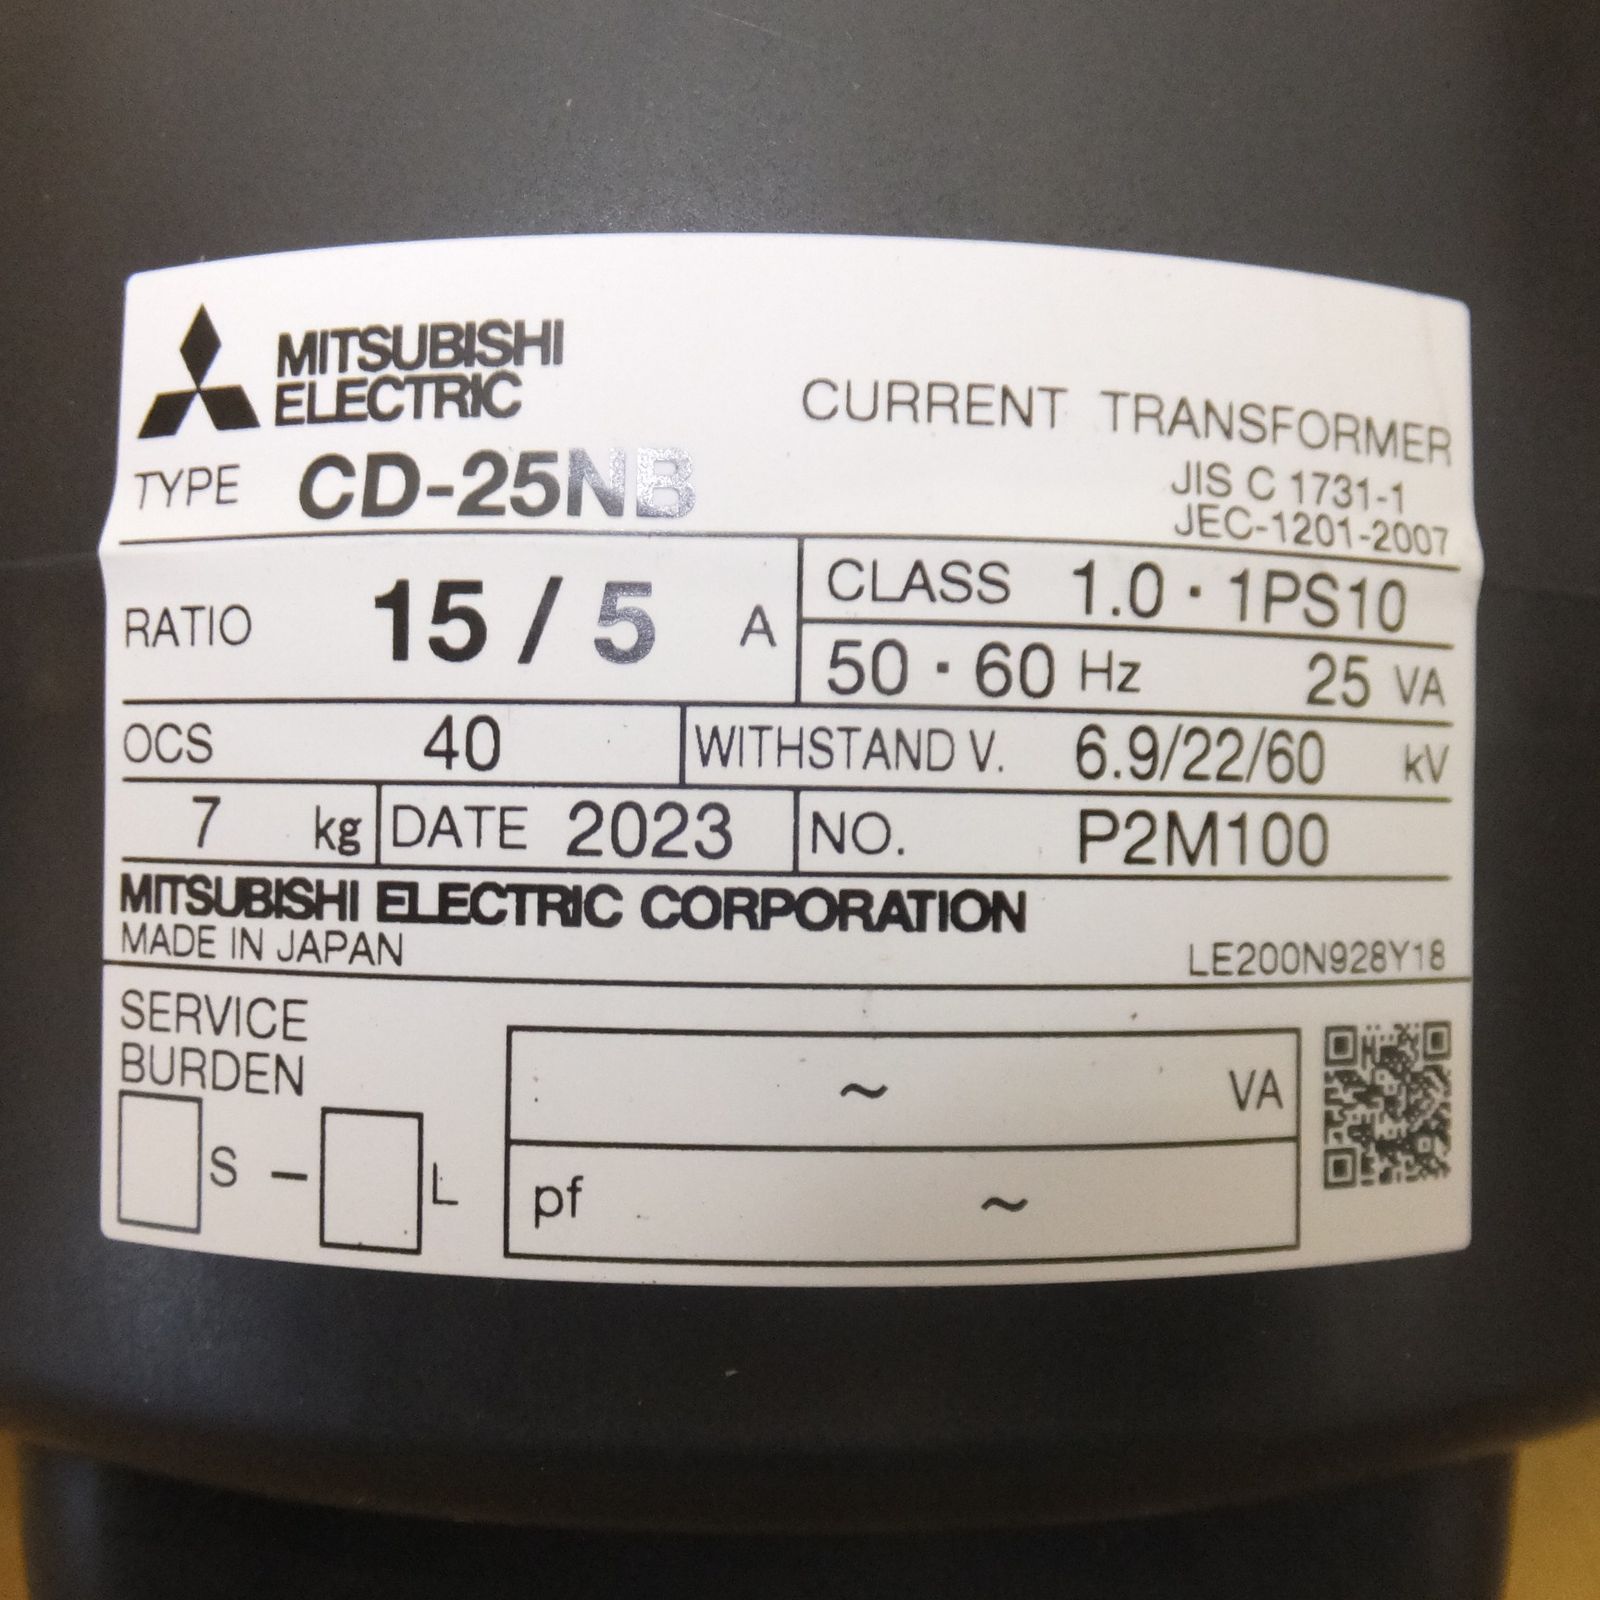 MITSUBISHI
ELECTRIC
CURRENT TRANSFORMER
TYPE CD-25NB
JIS C 1731-1
JEC-1201-2007
RATIO 15 / 5 A
CLASS 1.0 · 1PS10
50 · 60 Hz 25 VA
OCS 40 WITHSTAND V. 6.9/22/60 kV
7 kg DATE 2023 NO. P2M100
MITSUBISHI ELECTRIC CORPORATION
MADE IN JAPAN LE200N928Y18
SERVICE
BURDEN
~ VA
S – L
pf ~